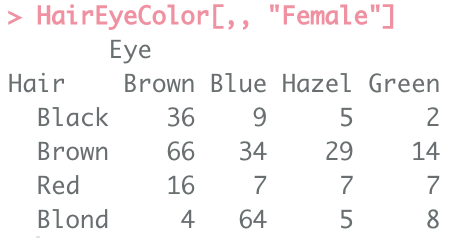 > HairEyeColor[,, "Female"]
Eye
Hair Brown Blue Hazel Green
Black 36 9 5 2
Brown 66 34 29 14
Red 16 7 7 7
Blond 4 64 5 8